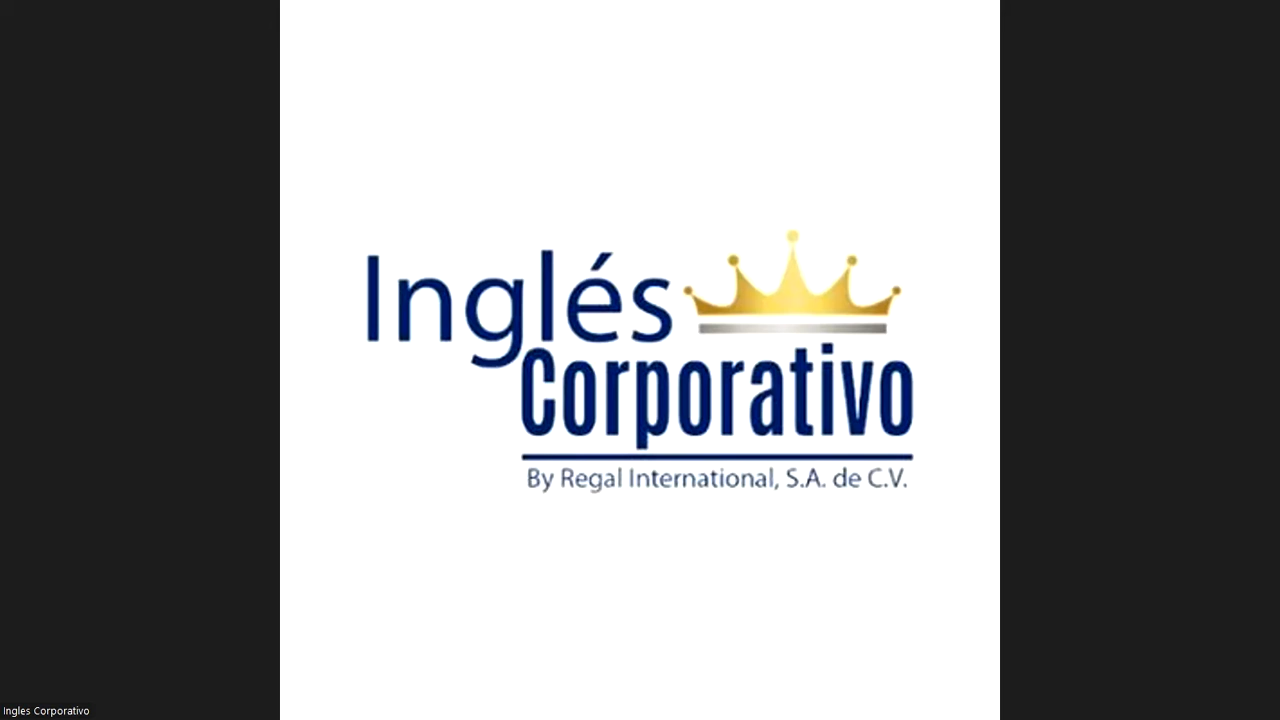 Inglés
Corporativo
By Regal International, S.A. de C.V.
Ingles Corporativo